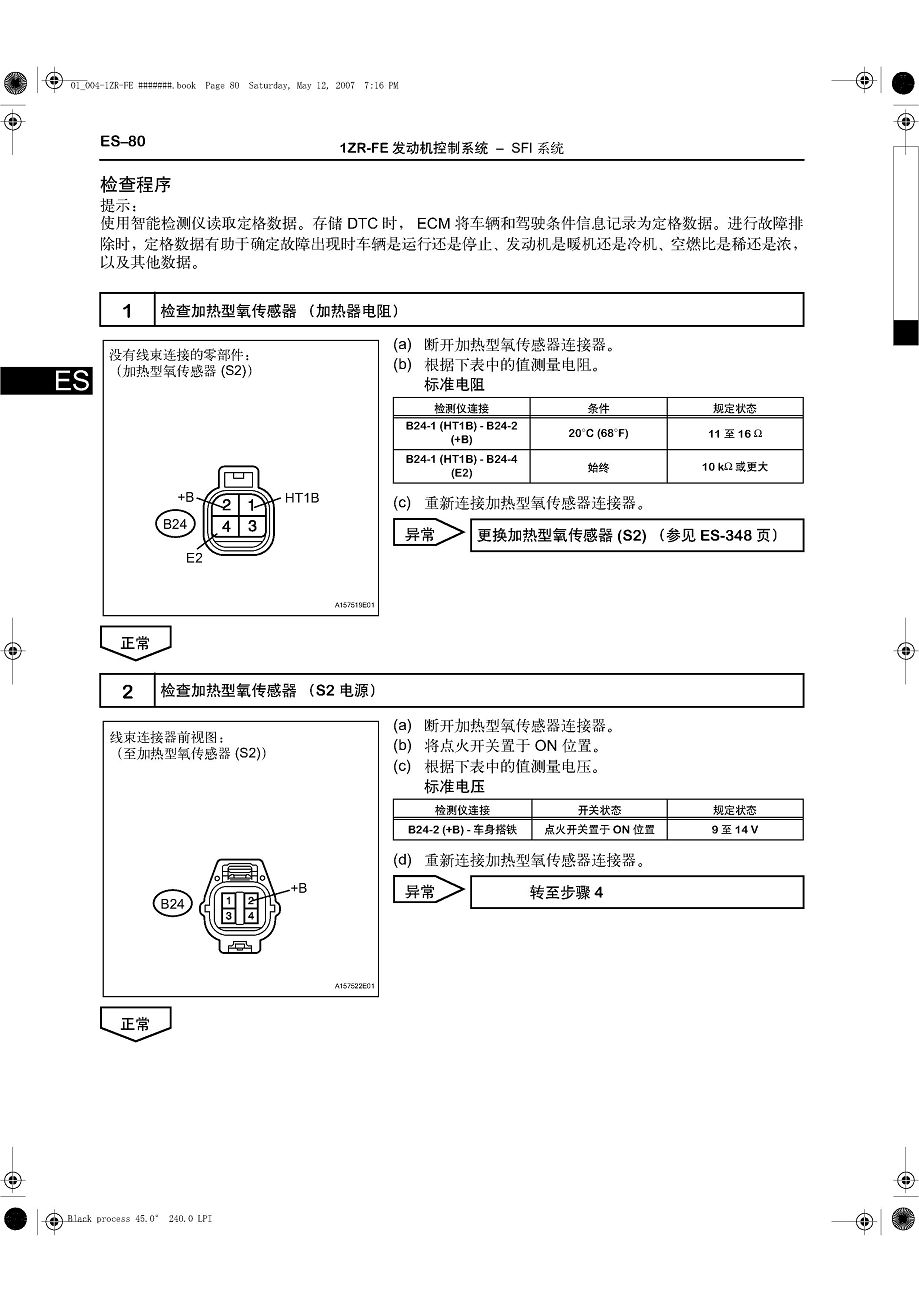 01_004-1ZR-FE #######.book Page 80 Saturday, May 12, 2007 7:16 PM
ES–80
1ZR-FE 发动机控制系统 – SFI 系统
检查程序
提示：
使用智能检测仪读取定格数据。存储 DTC 时， ECM 将车辆和驾驶条件信息记录为定格数据。进行故障排
除时，定格数据有助于确定故障出现时车辆是运行还是停止、发动机是暖机还是冷机、空燃比是稀还是浓，
以及其他数据。
1 检查加热型氧传感器 （加热器电阻）
ES
没有线束连接的零部件：
（加热型氧传感器 (S2)）
+B
HT1B
2 1
4 3
B24
E2
A157519E01
(a) 断开加热型氧传感器连接器。
(b) 根据下表中的值测量电阻。
标准电阻
检测仪连接 条件 规定状态
B24-1 (HT1B) - B24-2
(+B)
20°C (68°F) 11 至 16 Ω
B24-1 (HT1B) - B24-4
(E2)
始终 10 kΩ 或更大
(c) 重新连接加热型氧传感器连接器。
异常 更换加热型氧传感器 (S2) （参见 ES-348 页）
正常
2 检查加热型氧传感器 （S2 电源）
线束连接器前视图：
（至加热型氧传感器 (S2)）
+B
B24
1 2
3 4
A157522E01
(a) 断开加热型氧传感器连接器。
(b) 将点火开关置于 ON 位置。
(c) 根据下表中的值测量电压。
标准电压
检测仪连接 开关状态 规定状态
B24-2 (+B) - 车身搭铁 点火开关置于 ON 位置 9 至 14 V
(d) 重新连接加热型氧传感器连接器。
异常 转至步骤 4
正常
Black process 45.0° 240.0 LPI